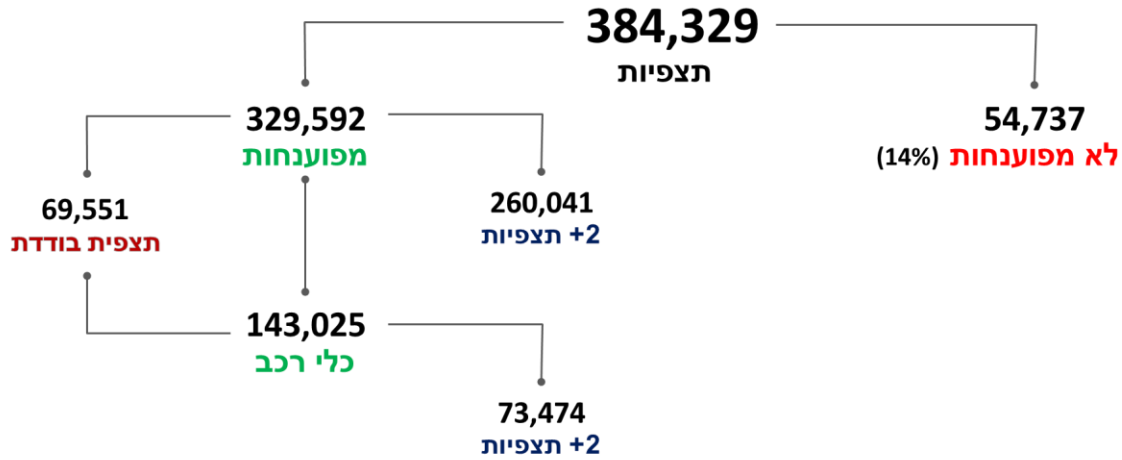 384,329
תצפיות
54,737
לא מפוענחות (14%)
329,592
מפוענחות
260,041
2+ תצפיות
69,551
תצפית בודדת
143,025
כלי רכב
73,474
2+ תצפיות